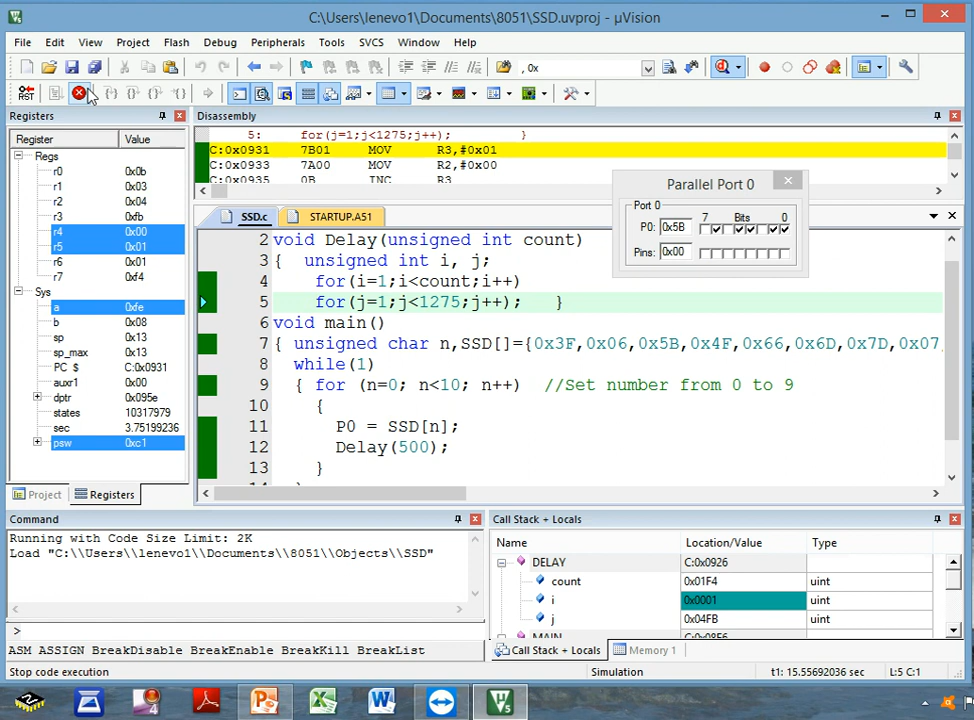 C:\Users\lenevo1\Documents\8051\SSD.uvproj - µVision
File Edit View Project Flash Debug Peripherals Tools SVCS Window Help
, 0x
RST
Registers
Disassembly
Register Value
Regs
r0 0x0b
r1 0x03
r2 0x04
r3 0xfb
r4 0x00
r5 0x01
r6 0x01
r7 0xf4
Sys
a 0xfe
b 0x08
sp 0x13
sp_max 0x13
PC $ C:0x0931
auxr1 0x00
dptr 0x095e
states 10317979
sec 3.75199236
psw 0xc1
Project Registers
5: for(j=1;j<1275;j++); }
C:0x0931 7B01 MOV R3,#0x01
C:0x0933 7A00 MOV R2,#0x00
C:0x0935 0B INC R3
Parallel Port 0
Port 0
7 Bits 0
P0: 0x5B
Pins: 0x00
SSD.c STARTUP.A51
2 void Delay(unsigned int count)
3 { unsigned int i, j;
4 for(i=1;i<count;i++)
5 for(j=1;j<1275;j++); }
6 void main()
7 { unsigned char n,SSD[]={0x3F,0x06,0x5B,0x4F,0x66,0x6D,0x7D,0x07,
8 while(1)
9 { for (n=0; n<10; n++) //Set number from 0 to 9
10 {
11 P0 = SSD[n];
12 Delay(500);
13 }
Command
Running with Code Size Limit: 2K
Load "C:\\Users\\lenevo1\\Documents\\8051\\Objects\\SSD"
>
ASM ASSIGN BreakDisable BreakEnable BreakKill BreakList
Call Stack + Locals
Name Location/Value Type
DELAY C:0x0926
count 0x01F4 uint
i 0x0001 uint
j 0x04FB uint
MAIN C:0x08F6
Call Stack + Locals Memory 1
Stop code execution Simulation t1: 15.55692036 sec L:5 C:1